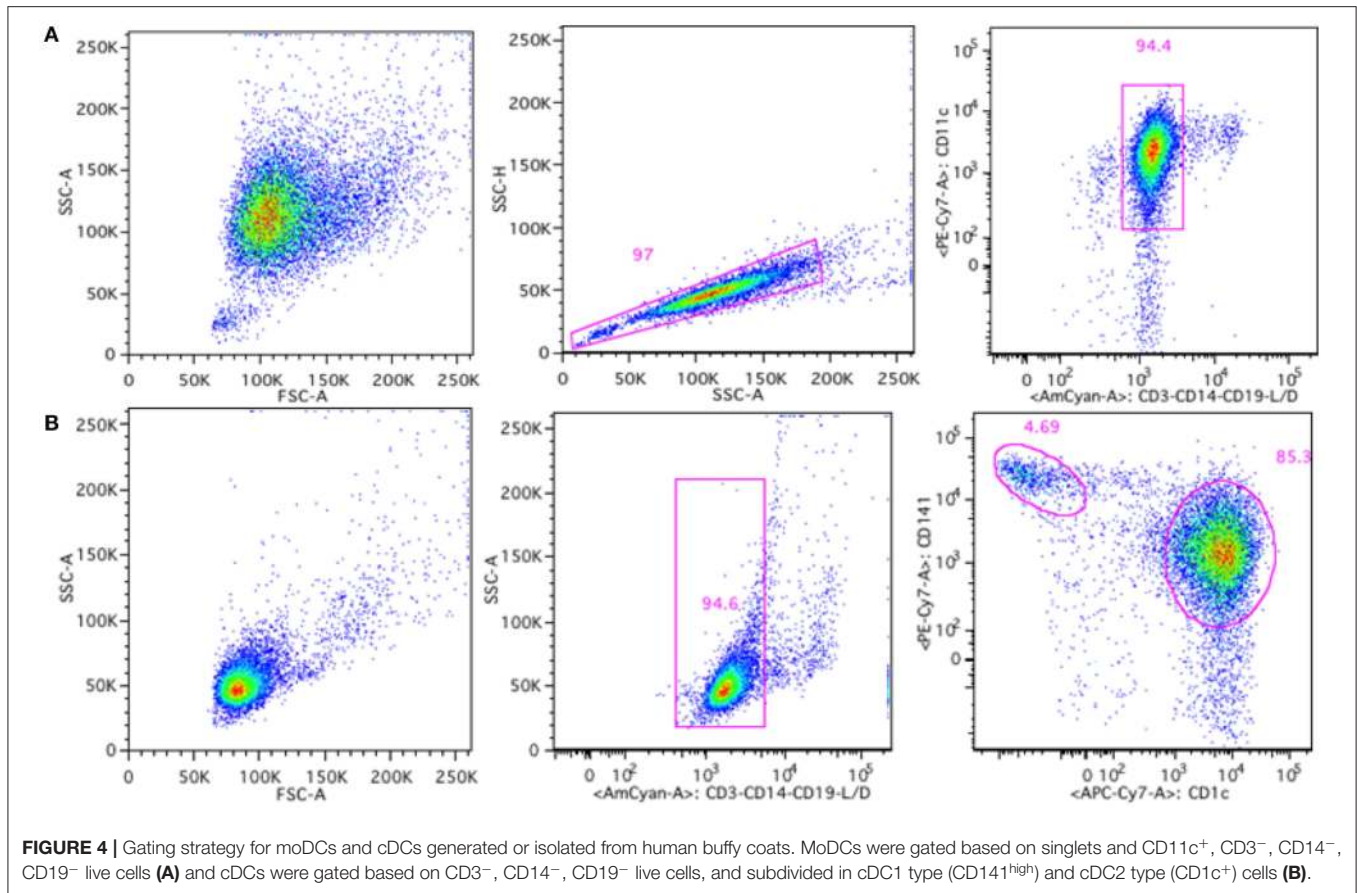 A
250K
200K
150K
100K
50K
0
SSC-A
0 50K 100K 150K 200K 250K
FSC-A
250K
200K
150K
100K
50K
0
SSC-H
97
0 50K 100K 150K 200K 250K
SSC-A
94.4
10^5
10^4
10^3
10^2
0
<PE-Cy7-A>: CD11c
0 10^2 10^3 10^4 10^5
<AmCyan-A>: CD3-CD14-CD19-L/D
B
250K
200K
150K
100K
50K
0
SSC-A
0 50K 100K 150K 200K 250K
FSC-A
250K
200K
150K
100K
50K
0
SSC-A
94.6
0 10^2 10^3 10^4 10^5
<AmCyan-A>: CD3-CD14-CD19-L/D
4.69
85.3
10^5
10^4
10^3
10^2
0
<PE-Cy7-A>: CD141
0 10^2 10^3 10^4 10^5
<APC-Cy7-A>: CD1c
FIGURE 4 | Gating strategy for moDCs and cDCs generated or isolated from human buffy coats. MoDCs were gated based on singlets and CD11c⁺, CD3⁻, CD14⁻,
CD19⁻ live cells (A) and cDCs were gated based on CD3⁻, CD14⁻, CD19⁻ live cells, and subdivided in cDC1 type (CD141ʰⁱᵍʰ) and cDC2 type (CD1c⁺) cells (B).